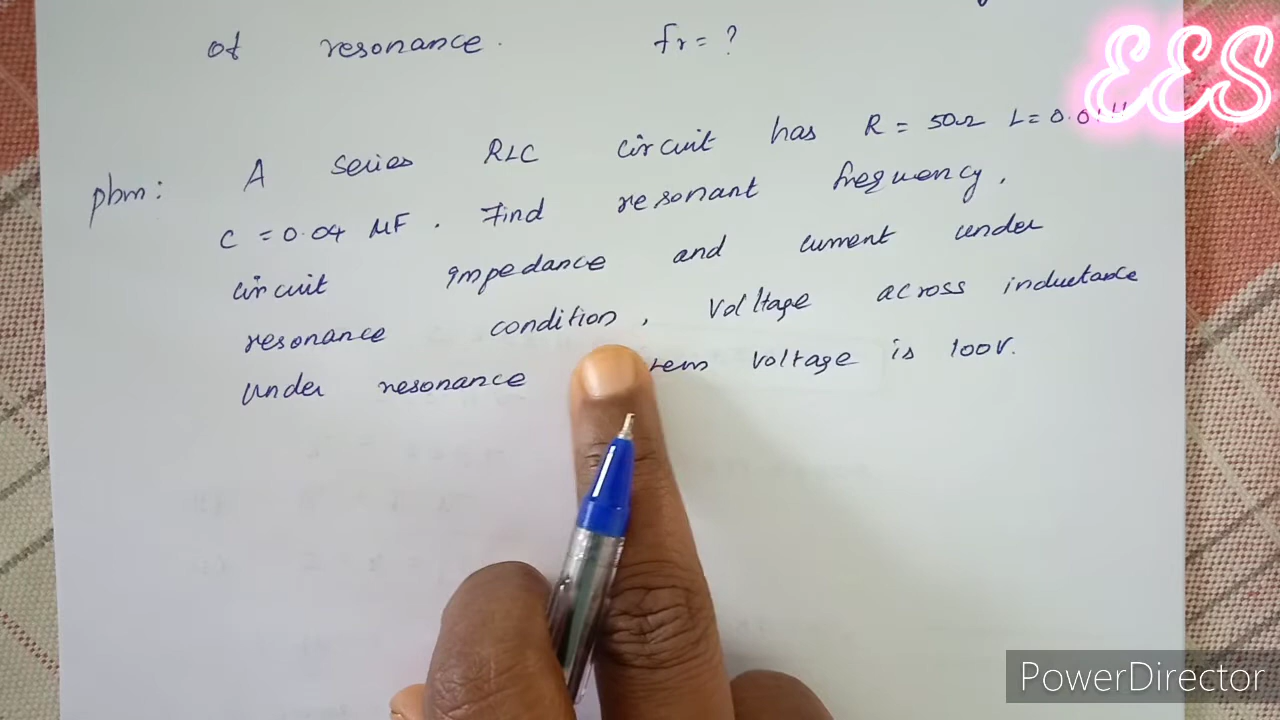 of resonance. fr = ?
EES
pbm: A series RLC circuit has R = 50Ω L = 0.01H
C = 0.04 μF. Find resonant frequency,
circuit impedance and current under
resonance condition, voltage across inductance
under resonance voltage is 100V.
PowerDirector